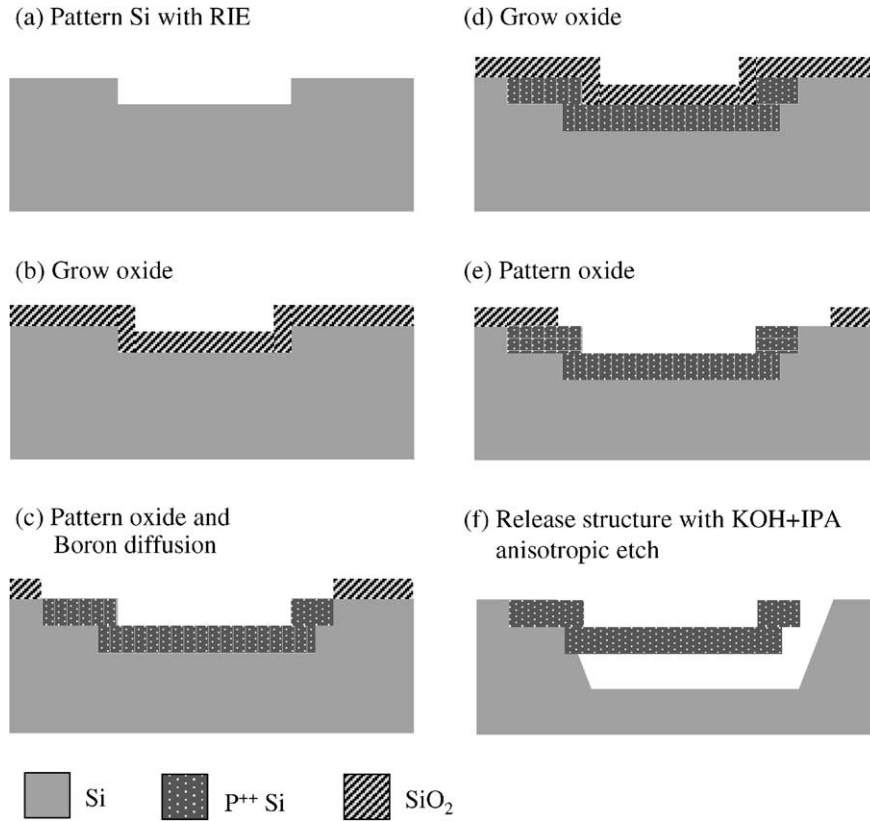 (a) Pattern Si with RIE
(b) Grow oxide
(c) Pattern oxide and
Boron diffusion
(d) Grow oxide
(e) Pattern oxide
(f) Release structure with KOH+IPA
anisotropic etch
Si
P⁺⁺ Si
SiO₂